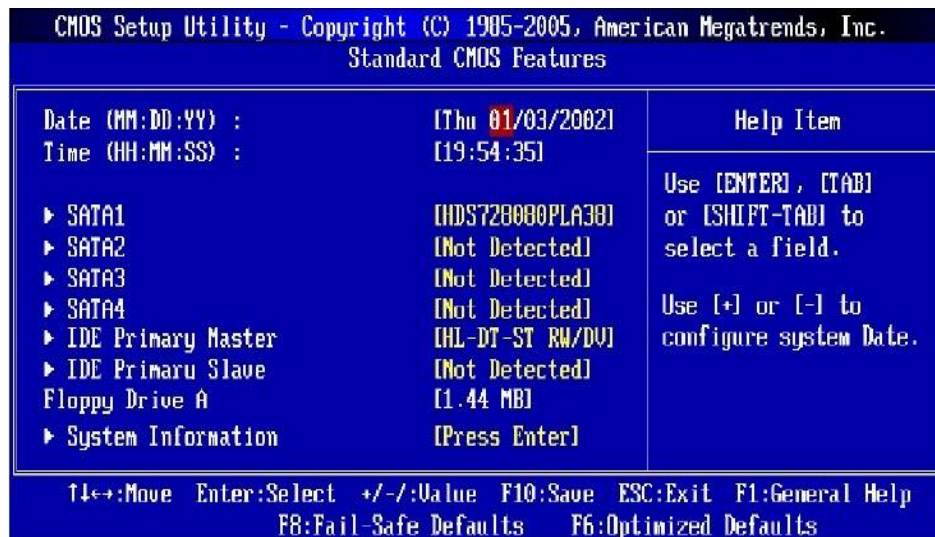 CMOS Setup Utility - Copyright (C) 1985-2005, American Megatrends, Inc.
Standard CMOS Features
Date (MM:DD:YY) : [Thu 01/03/2002]
Time (HH:MM:SS) : [19:54:35]
▶ SATA1 [HDS728080PLA38]
▶ SATA2 [Not Detected]
▶ SATA3 [Not Detected]
▶ SATA4 [Not Detected]
▶ IDE Primary Master [HL-DT-ST RW/DV]
▶ IDE Primary Slave [Not Detected]
Floppy Drive A [1.44 MB]
▶ System Information [Press Enter]
Help Item
Use [ENTER], [TAB]
or [SHIFT-TAB] to
select a field.
Use [+] or [-] to
configure system Date.
↑↓←→:Move Enter:Select +/-/:Value F10:Save ESC:Exit F1:General Help
F8:Fail-Safe Defaults F6:Optimized Defaults